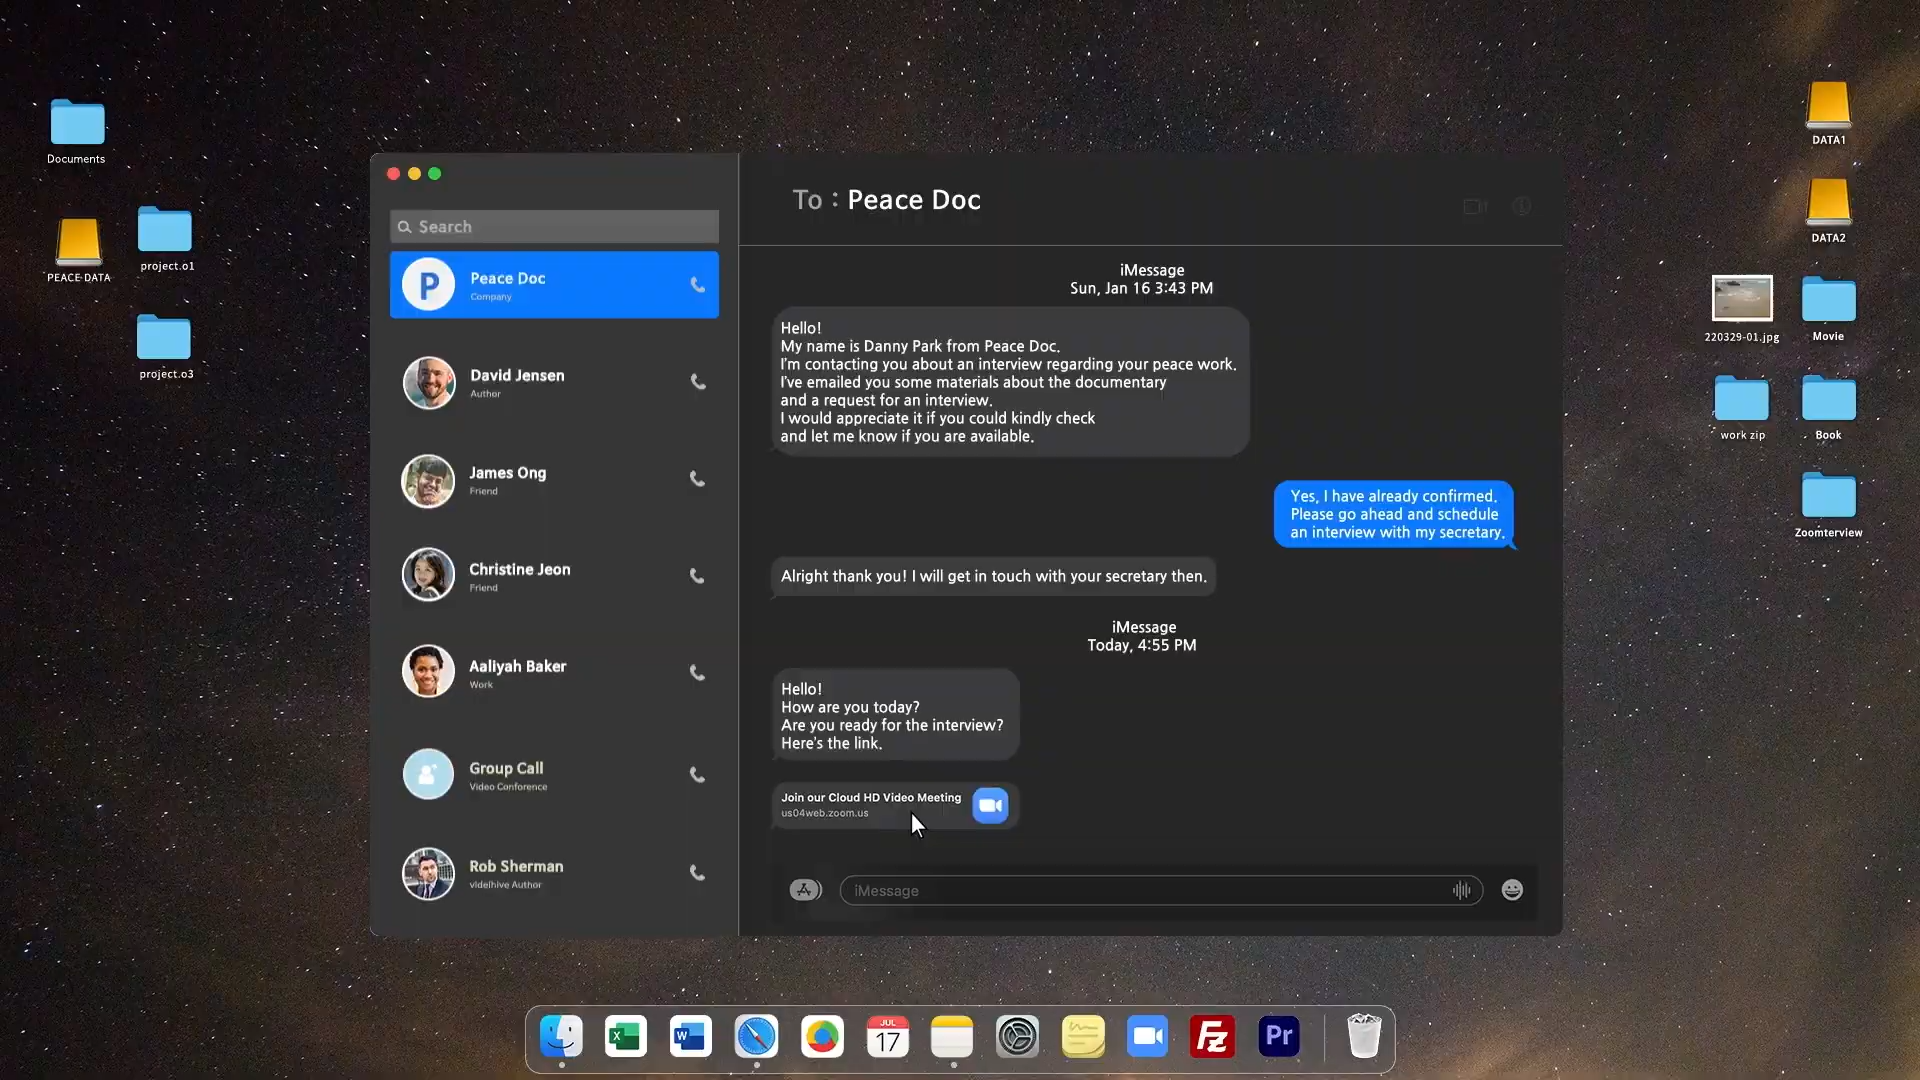 Documents
PEACE DATA
project.o1
project.o3
Search
P
Peace Doc
Company
David Jensen
Author
James Ong
Friend
Christine Jeon
Friend
Aaliyah Baker
Work
Group Call
Video Conference
Rob Sherman
videlhive Author
To : Peace Doc
iMessage
Sun, Jan 16 3:43 PM
Hello!
My name is Danny Park from Peace Doc.
I'm contacting you about an interview regarding your peace work.
I've emailed you some materials about the documentary
and a request for an interview.
I would appreciate it if you could kindly check
and let me know if you are available.
Yes, I have already confirmed.
Please go ahead and schedule
an interview with my secretary.
Alright thank you! I will get in touch with your secretary then.
iMessage
Today, 4:55 PM
Hello!
How are you today?
Are you ready for the interview?
Here's the link.
Join our Cloud HD Video Meeting
us04web.zoom.us
iMessage
DATA1
DATA2
220329-01.jpg
Movie
work zip
Book
Zoomterview
X
W
JUL
17
Fz
Pr